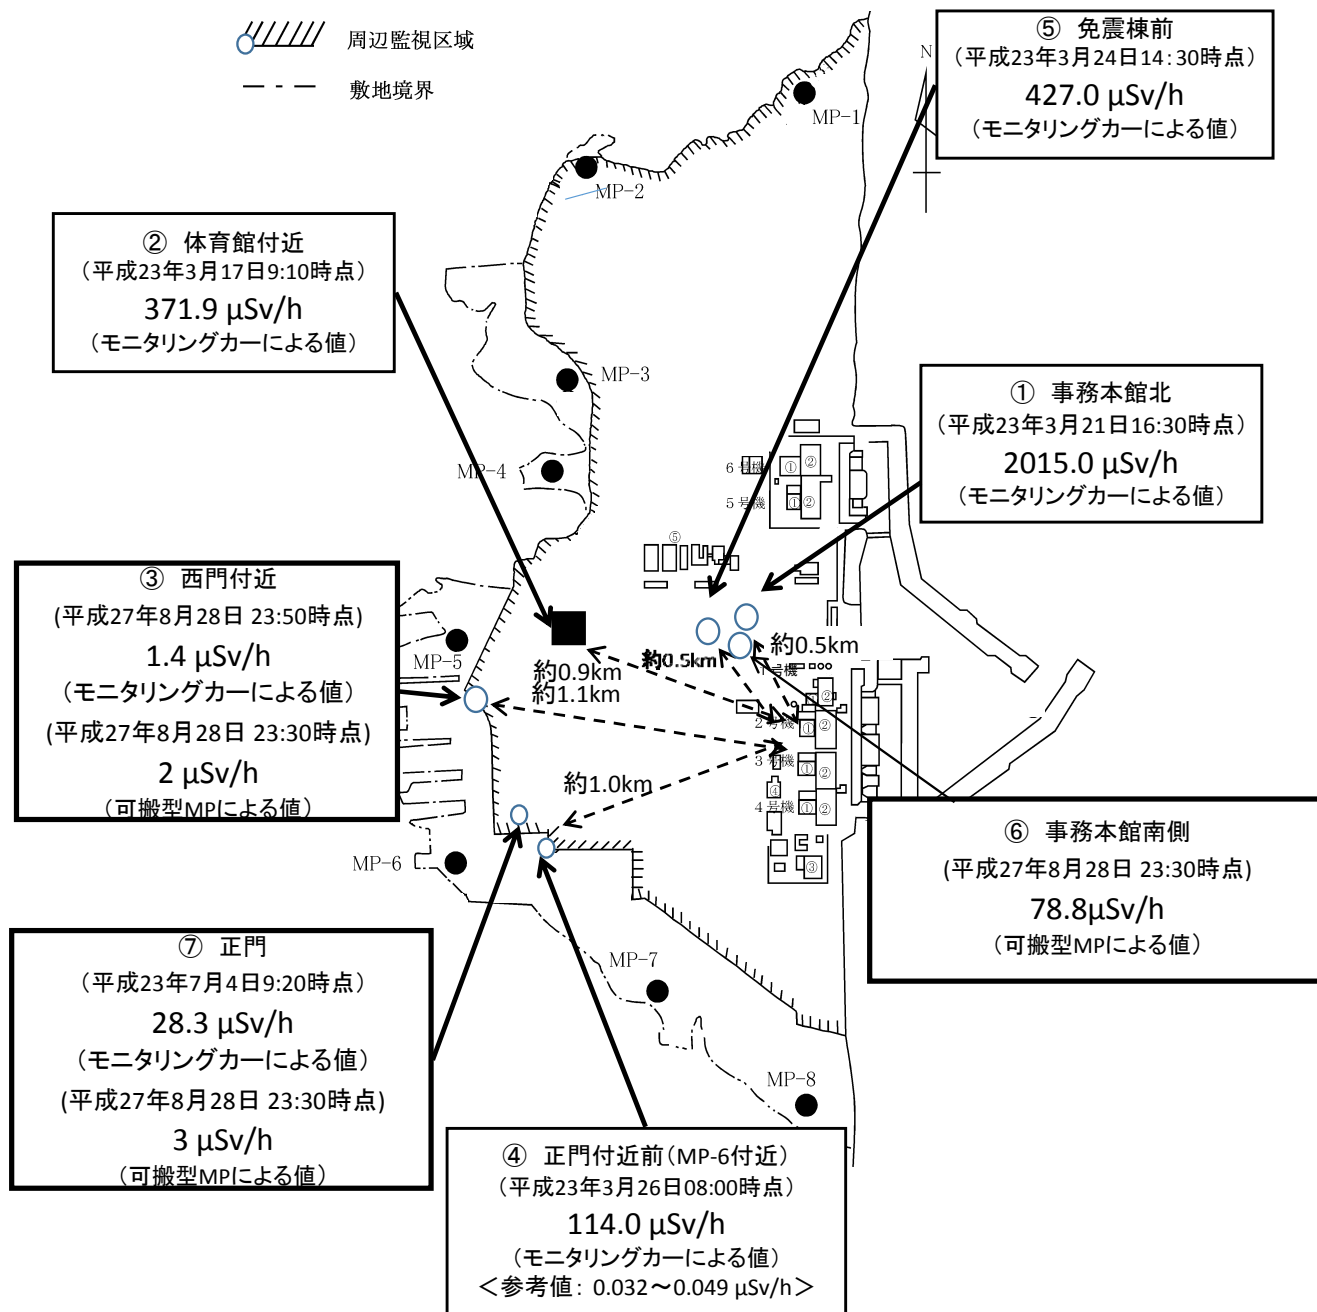 周辺監視区域
敷地境界
⑤ 免震棟前
(平成23年3月24日14:30時点)
427.0 μSv/h
(モニタリングカーによる値)
N
MP-1
MP-2
② 体育館付近
(平成23年3月17日9:10時点)
371.9 μSv/h
(モニタリングカーによる値)
MP-3
① 事務本館北
(平成23年3月21日16:30時点)
2015.0 μSv/h
(モニタリングカーによる値)
MP-4
6号機
① ②
5号機
① ②
⑤
③ 西門付近
(平成27年8月28日 23:50時点)
1.4 μSv/h
(モニタリングカーによる値)
(平成27年8月28日 23:30時点)
2 μSv/h
(可搬型MPによる値)
MP-5
約0.9km
約1.1km
約0.5km
約0.5km
1号機
②
2号機
① ②
3号機
① ②
④
4号機
① ②
③
約1.0km
MP-6
⑥ 事務本館南側
(平成27年8月28日 23:30時点)
78.8μSv/h
(可搬型MPによる値)
⑦ 正門
(平成23年7月4日9:20時点)
28.3 μSv/h
(モニタリングカーによる値)
(平成27年8月28日 23:30時点)
3 μSv/h
(可搬型MPによる値)
MP-7
MP-8
④ 正門付近前(MP-6付近)
(平成23年3月26日08:00時点)
114.0 μSv/h
(モニタリングカーによる値)
<参考値: 0.032~0.049 μSv/h>